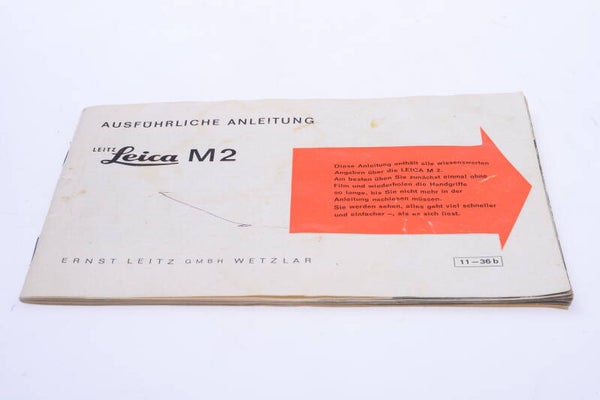 AUSFÜHRLICHE ANLEITUNG
LEITZ
Leica M2
Diese Anleitung enthält alle wissenswerten
Angaben über die LEICA M 2.
Am besten üben Sie zunächst einmal ohne
Film und wiederholen die Handgriffe
so lange, bis Sie nicht mehr in der
Anleitung nachlesen müssen.
Sie werden sehen, alles geht viel schneller
und einfacher –, als es sich liest.
ERNST LEITZ GMBH WETZLAR
11–36b